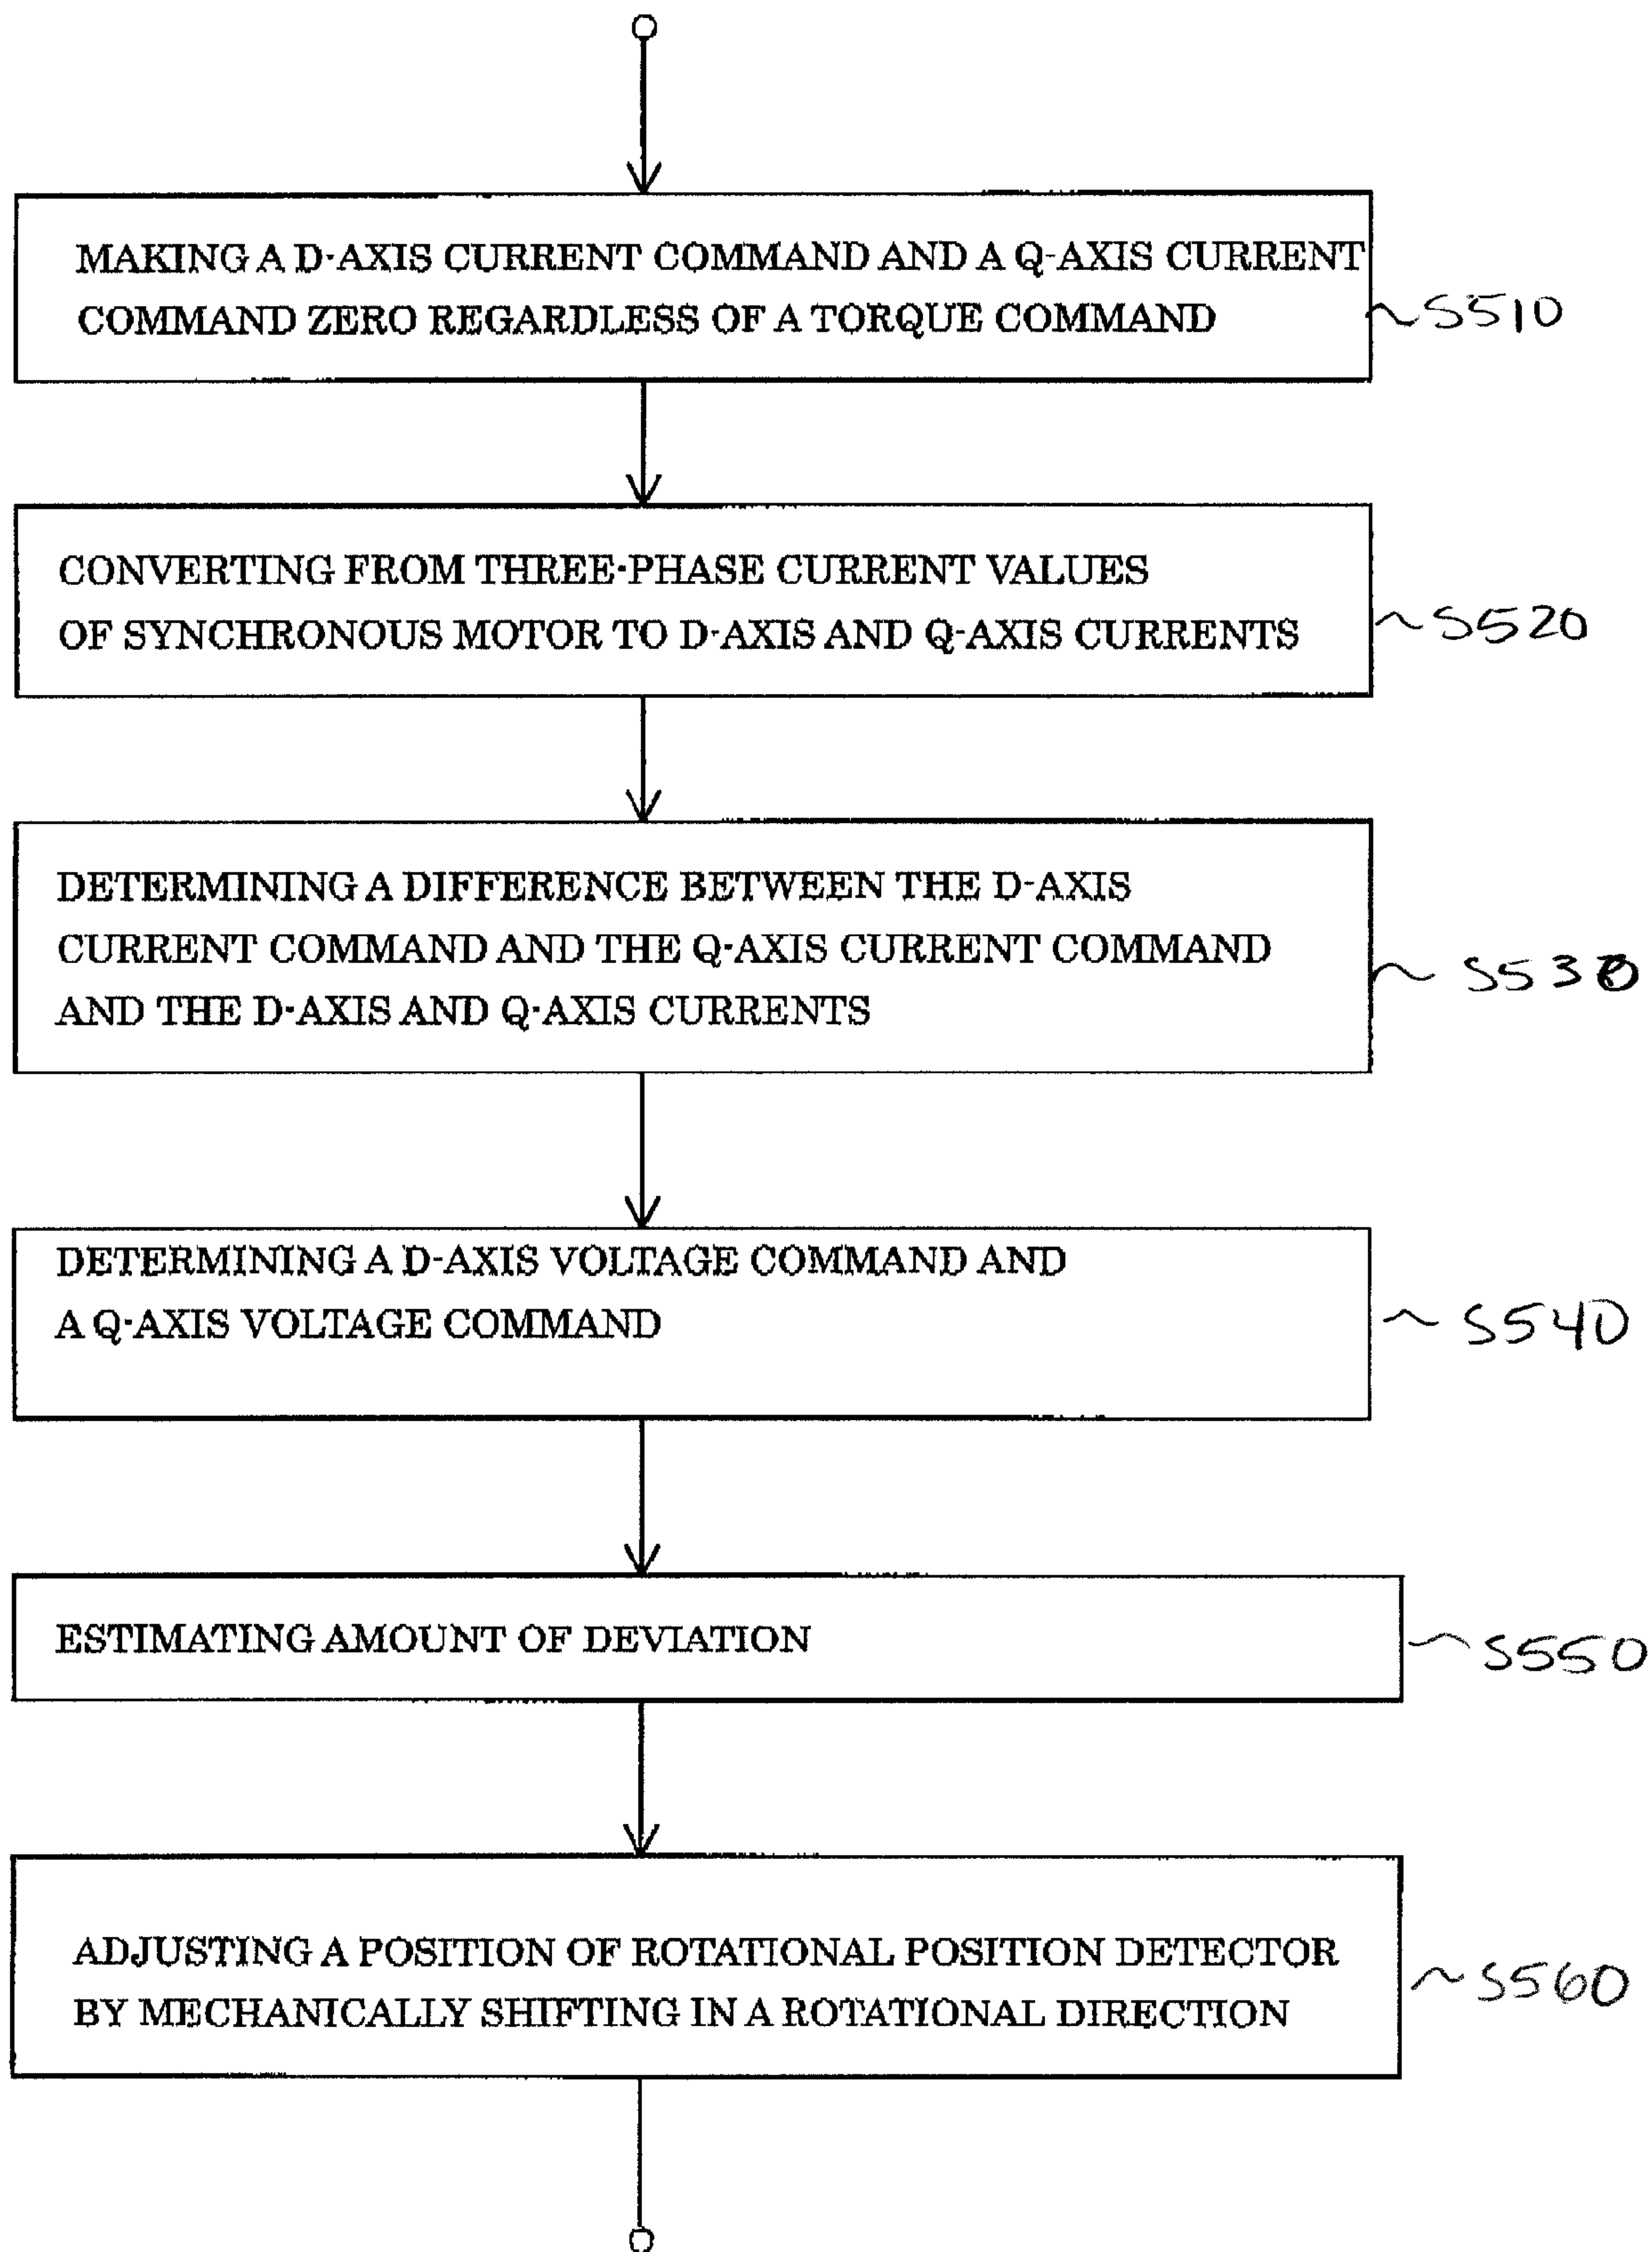 MAKING A D-AXIS CURRENT COMMAND AND A Q-AXIS CURRENT
COMMAND ZERO REGARDLESS OF A TORQUE COMMAND
S510
CONVERTING FROM THREE-PHASE CURRENT VALUES
OF SYNCHRONOUS MOTOR TO D-AXIS AND Q-AXIS CURRENTS
S520
DETERMINING A DIFFERENCE BETWEEN THE D-AXIS
CURRENT COMMAND AND THE Q-AXIS CURRENT COMMAND
AND THE D-AXIS AND Q-AXIS CURRENTS
S530
DETERMINING A D-AXIS VOLTAGE COMMAND AND
A Q-AXIS VOLTAGE COMMAND
S540
ESTIMATING AMOUNT OF DEVIATION
S550
ADJUSTING A POSITION OF ROTATIONAL POSITION DETECTOR
BY MECHANICALLY SHIFTING IN A ROTATIONAL DIRECTION
S560